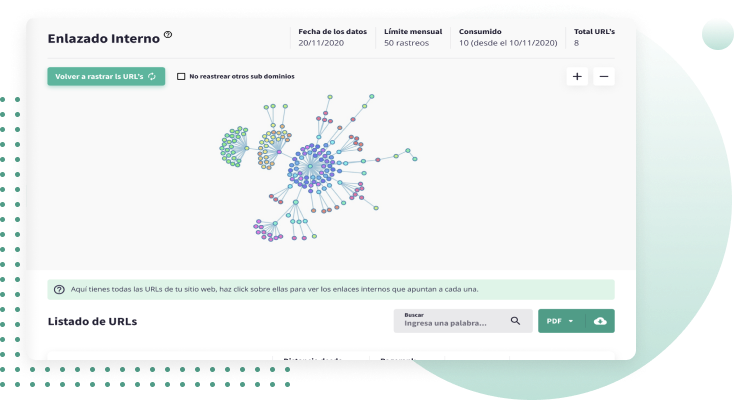 Enlazado Interno
Fecha de los datos
20/11/2020
Límite mensual
50 rastreos
Consumido
10 (desde el 10/11/2020)
Total URL's
8
Volver a rastrar ls URL's
No reastrear otros sub dominios
Aquí tienes todas las URLs de tu sitio web, haz click sobre ellas para ver los enlaces internos que apuntan a cada una.
Listado de URLs
Buscar
Ingresa una palabra...
PDF